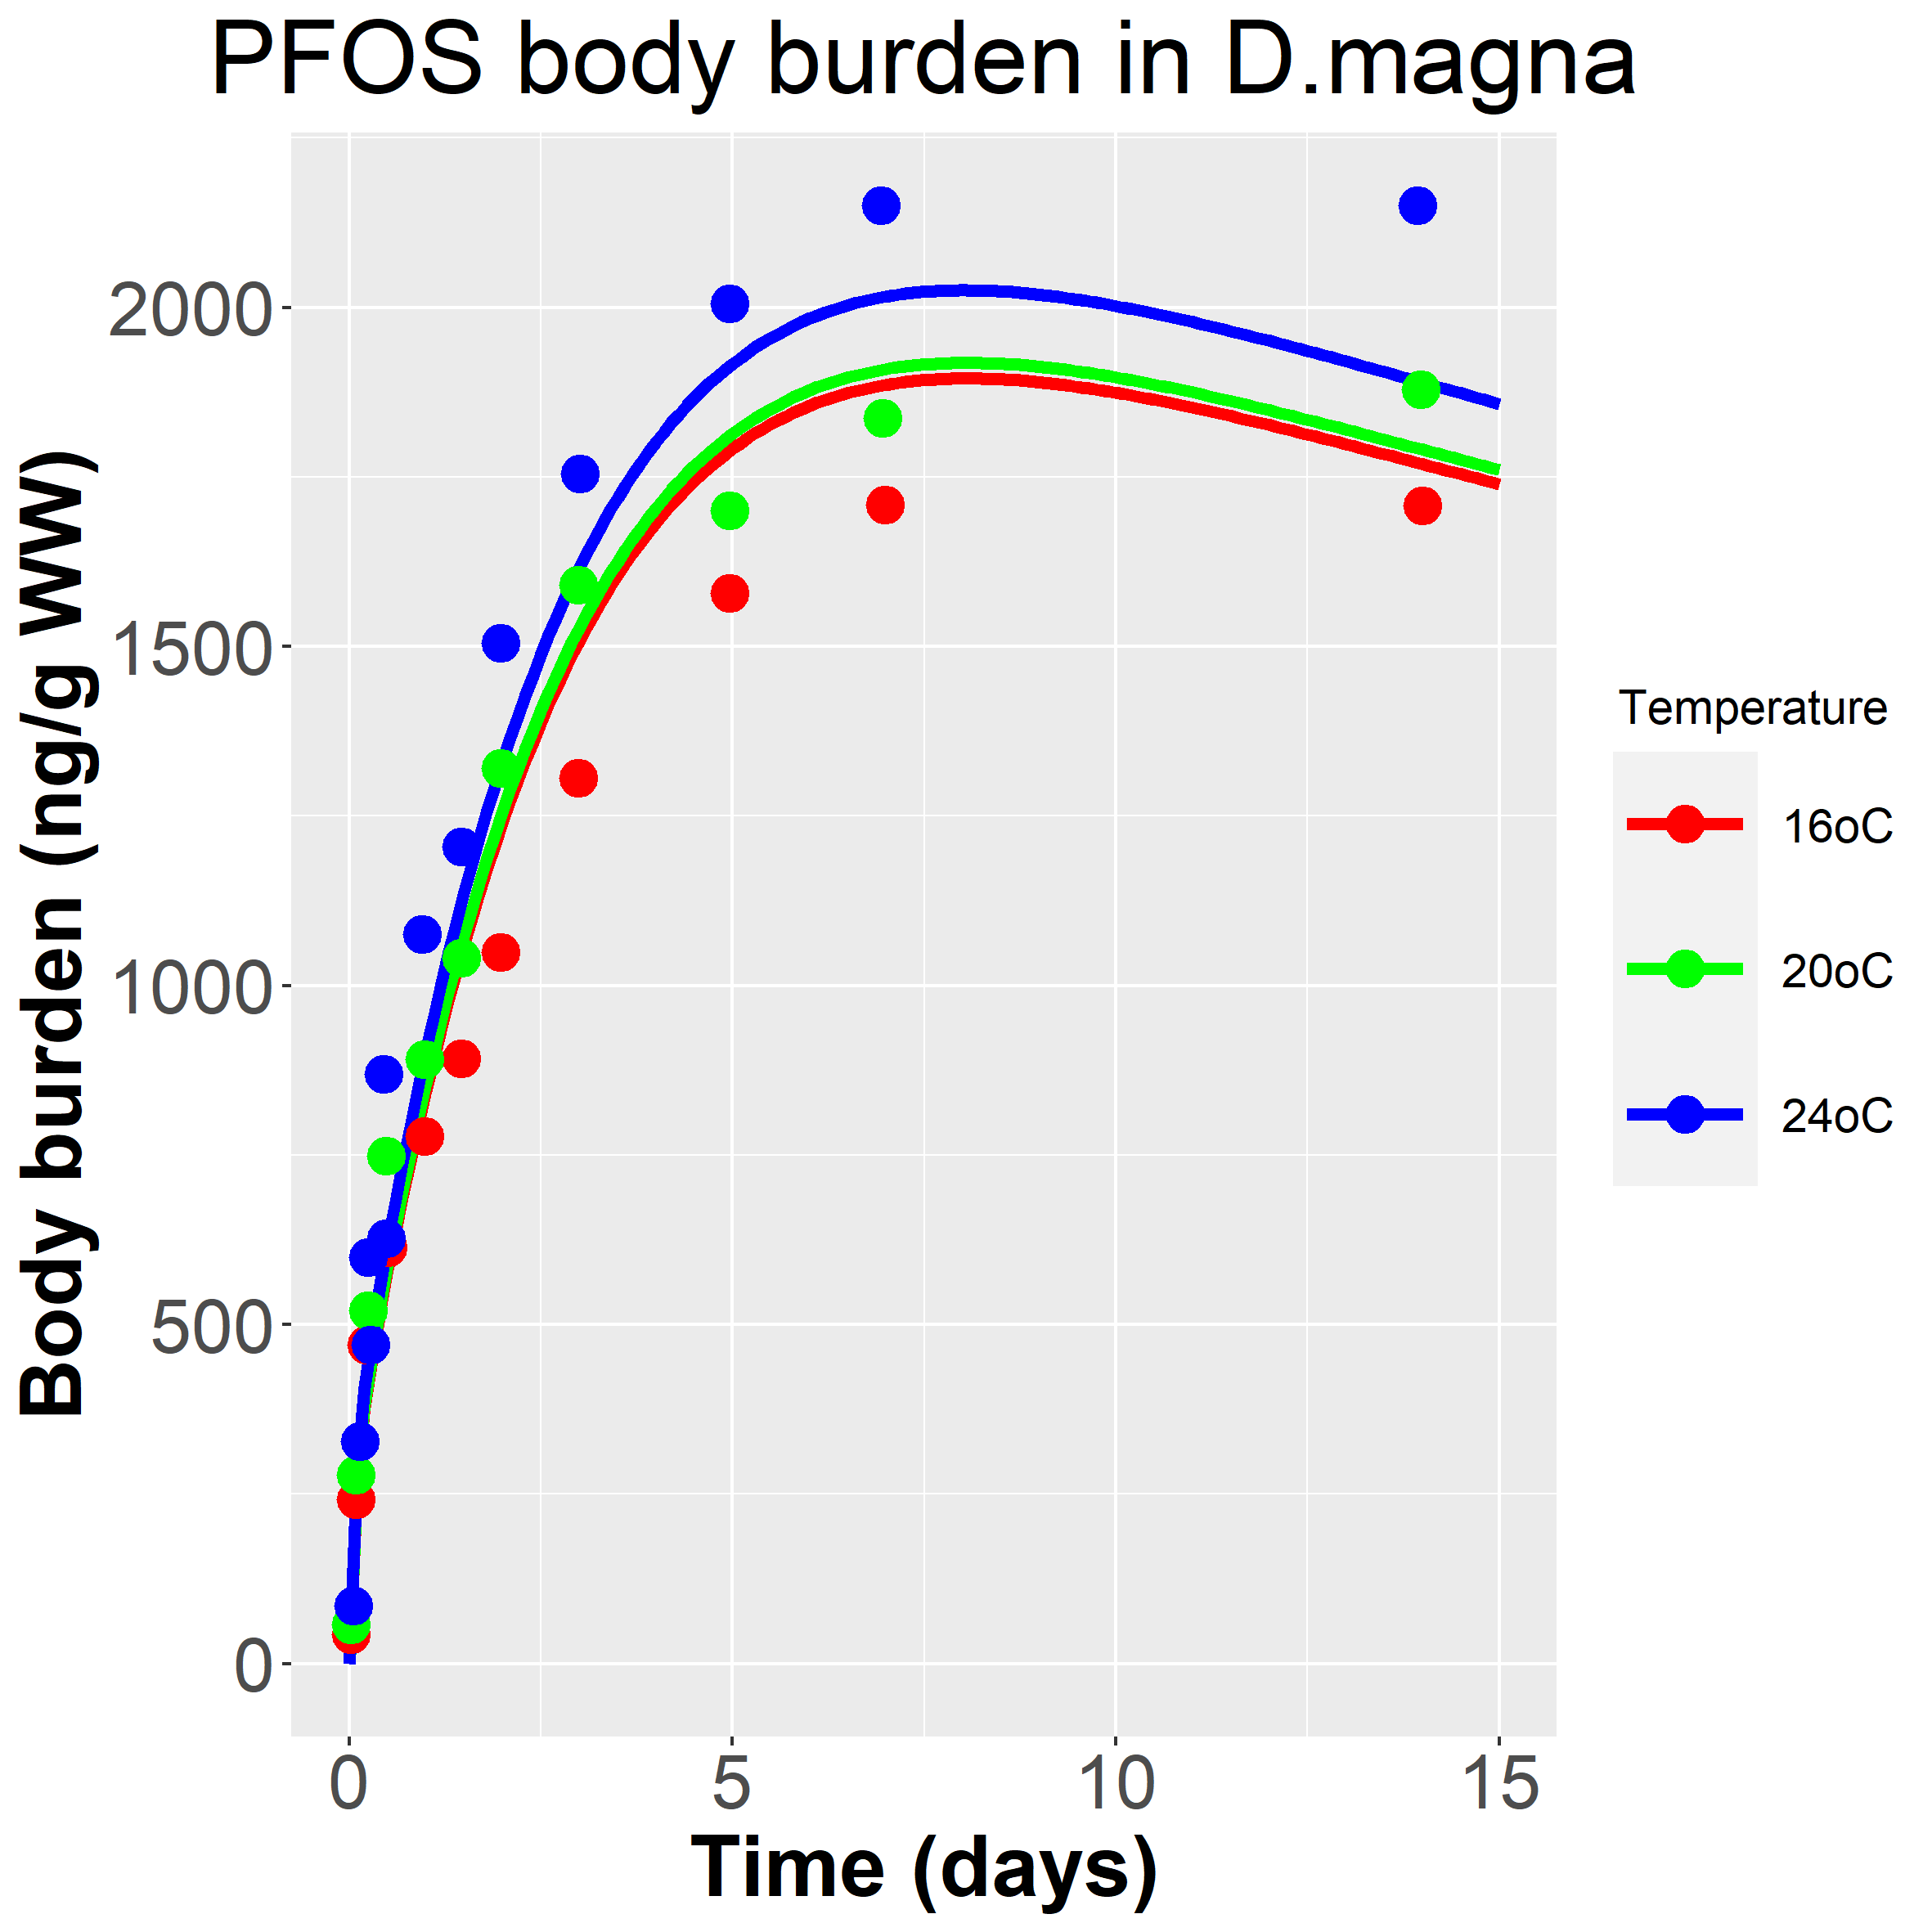 PFOS body burden in D.magna
Body burden (ng/g WW)
2000
1500
1000
500
0
0 5 10 15
Time (days)
Temperature
16oC
20oC
24oC